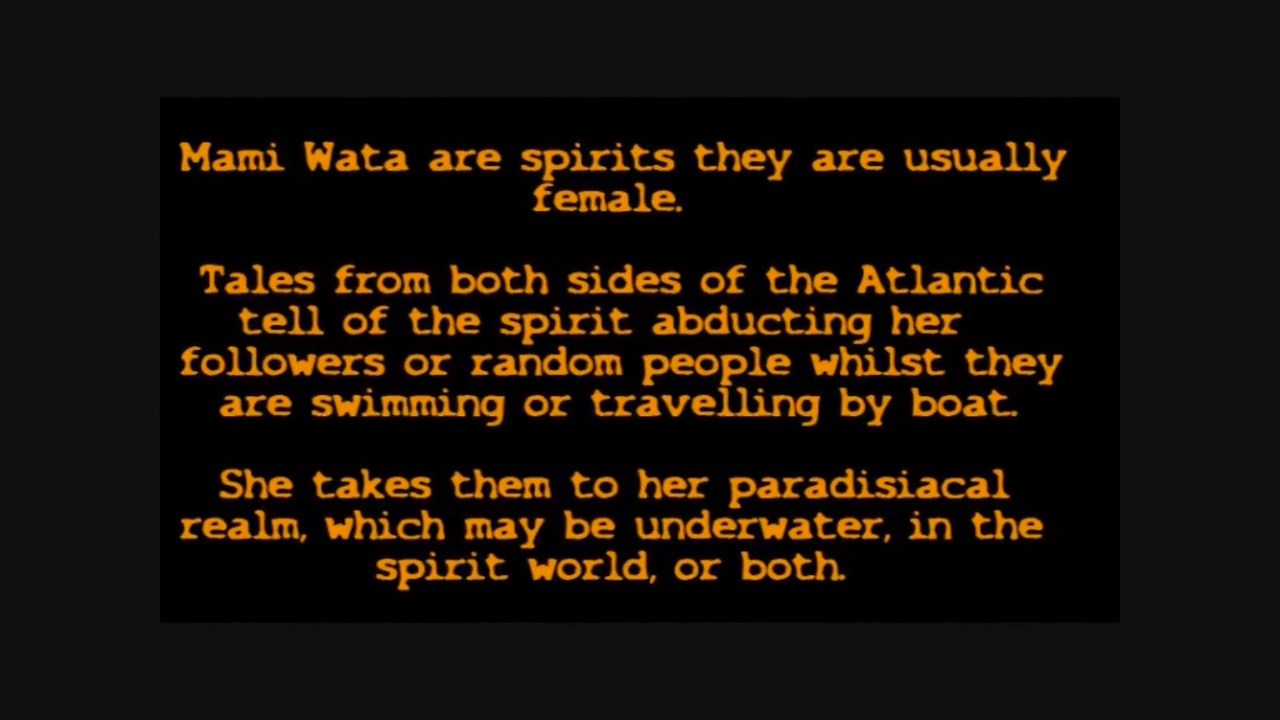 Mami Wata are spirits they are usually
female.
Tales from both sides of the Atlantic
tell of the spirit abducting her
followers or random people whilst they
are swimming or travelling by boat.
She takes them to her paradisiacal
realm, which may be underwater, in the
spirit world, or both.